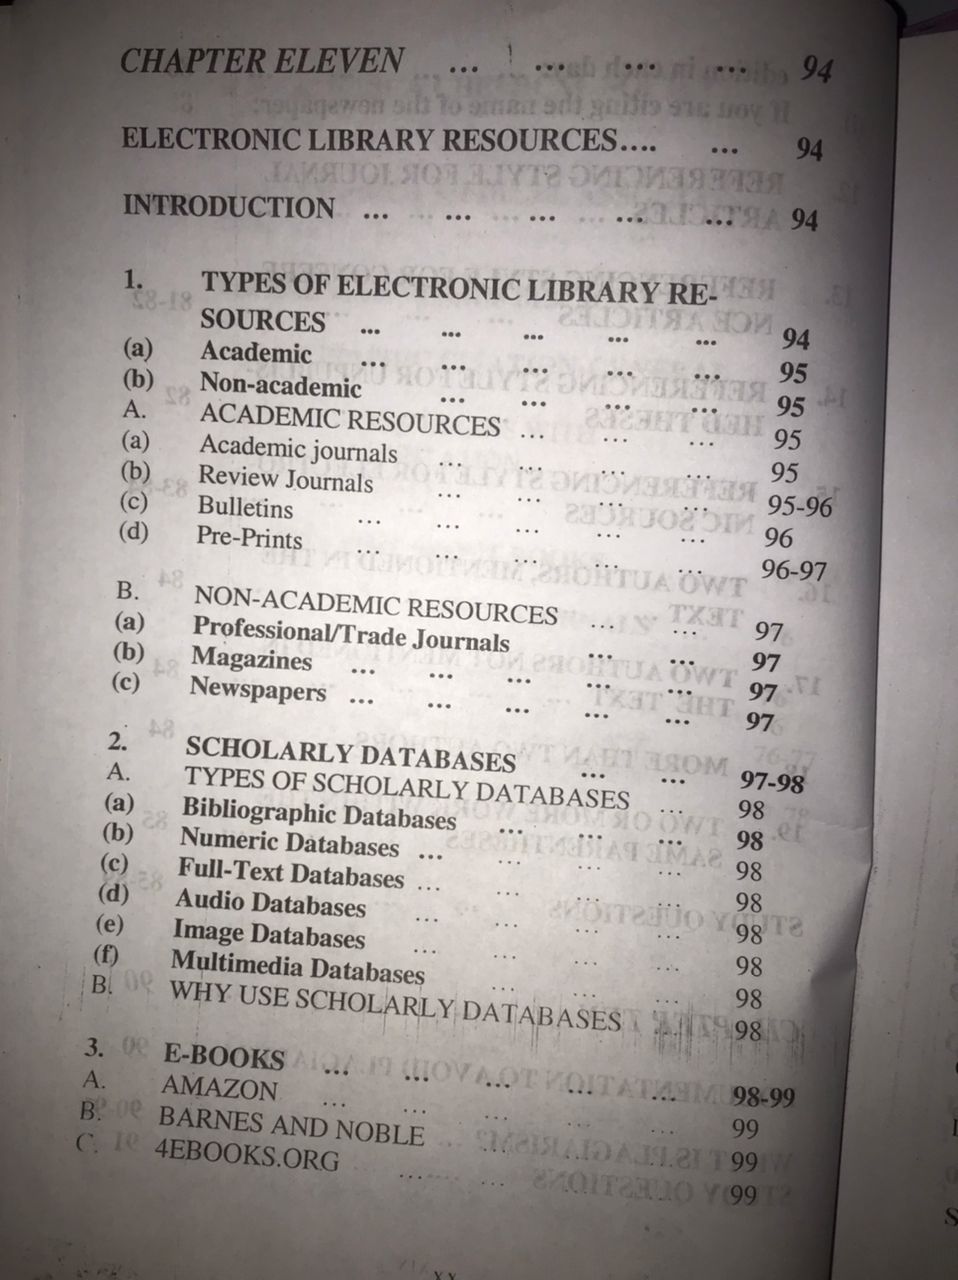 CHAPTER ELEVEN ... ... ... ... 94
ELECTRONIC LIBRARY RESOURCES.... ... 94
INTRODUCTION ... ... ... ... ... 94
1. TYPES OF ELECTRONIC LIBRARY RE-
SOURCES ... ... ... ... ... 94
(a) Academic ... ... ... ... ... 95
(b) Non-academic ... ... ... ... 95
A. ACADEMIC RESOURCES ... ... ... 95
(a) Academic journals ... ... ... ... 95
(b) Review Journals ... ... ... ... 95-96
(c) Bulletins ... ... ... ... ... 96
(d) Pre-Prints ... ... ... ... ... 96-97
B. NON-ACADEMIC RESOURCES ... ... 97
(a) Professional/Trade Journals ... ... 97
(b) Magazines ... ... ... ... ... 97
(c) Newspapers ... ... ... ... ... 97
2. SCHOLARLY DATABASES ... ... 97-98
A. TYPES OF SCHOLARLY DATABASES ... 98
(a) Bibliographic Databases ... ... ... 98
(b) Numeric Databases ... ... ... ... 98
(c) Full-Text Databases ... ... ... ... 98
(d) Audio Databases ... ... ... ... 98
(e) Image Databases ... ... ... ... 98
(f) Multimedia Databases ... ... ... 98
B. WHY USE SCHOLARLY DATABASES ... 98
3. E-BOOKS ... ... ... ... ... 98-99
A. AMAZON ... ... ... ... ... 99
B. BARNES AND NOBLE ... ... ... 99
C. 4EBOOKS.ORG ... ... ... ... 99
xx